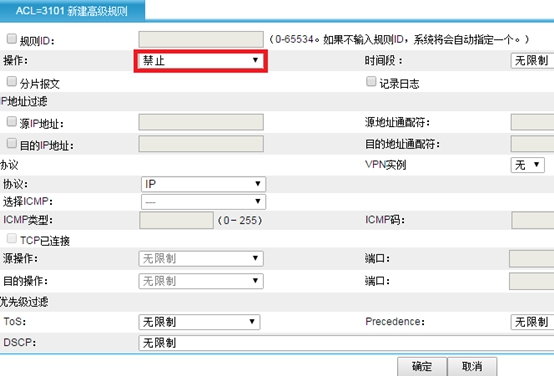 ACL=3101 新建高级规则
规则ID： （0-65534。如果不输入规则ID，系统将会自动指定一个。）
操作： 禁止 时间段： 无限制
分片报文 记录日志
IP地址过滤
源IP地址： 源地址通配符：
目的IP地址： 目的地址通配符：
协议 VPN实例 无
协议： IP
选择ICMP： ---
ICMP类型： （0－255） ICMP码：
TCP已连接
源操作： 无限制 端口：
目的操作： 无限制 端口：
优先级过滤
ToS： 无限制 Precedence： 无限制
DSCP： 无限制
确定 取消